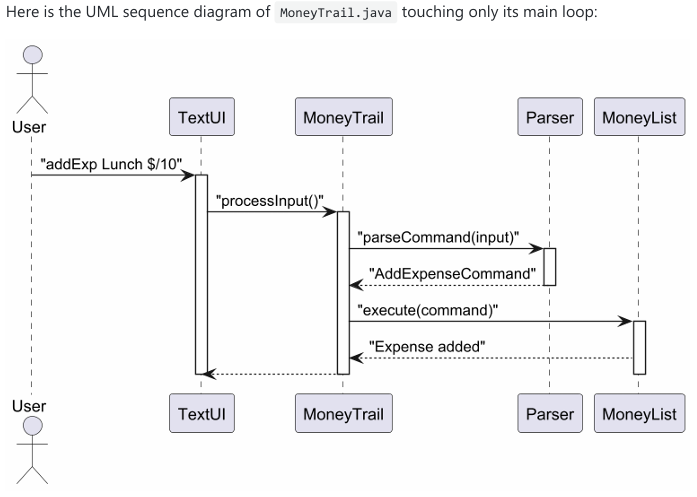 Here is the UML sequence diagram of MoneyTrail.java touching only its main loop:
User
TextUI
MoneyTrail
Parser
MoneyList
"addExp Lunch $/10"
"processInput()"
"parseCommand(input)"
"AddExpenseCommand"
"execute(command)"
"Expense added"
User
TextUI
MoneyTrail
Parser
MoneyList